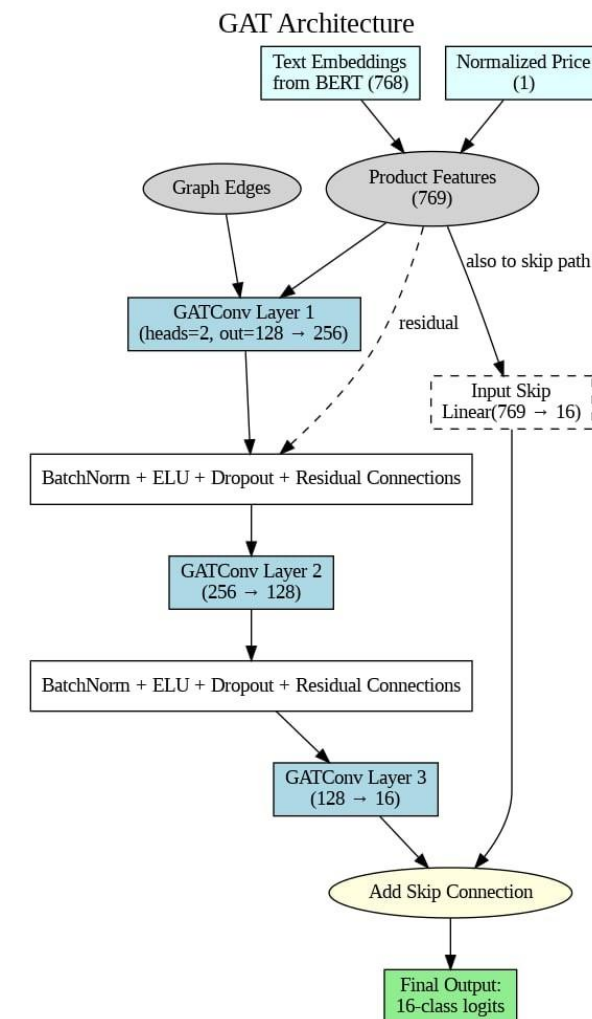 GAT Architecture
Text Embeddings
from BERT (768)
Normalized Price
(1)
Graph Edges
Product Features
(769)
also to skip path
GATConv Layer 1
(heads=2, out=128 → 256)
residual
Input Skip
Linear(769 → 16)
BatchNorm + ELU + Dropout + Residual Connections
GATConv Layer 2
(256 → 128)
BatchNorm + ELU + Dropout + Residual Connections
GATConv Layer 3
(128 → 16)
Add Skip Connection
Final Output:
16-class logits